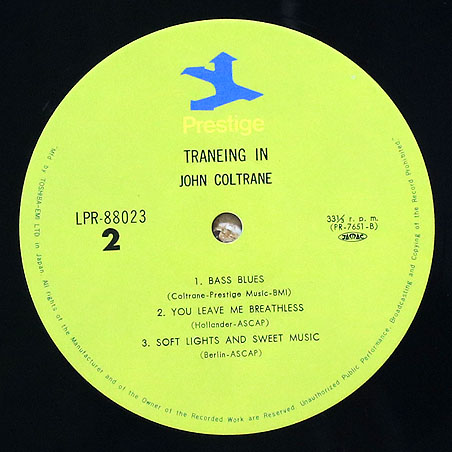 Prestige
TRANEING IN
JOHN COLTRANE
LPR-88023
2
33⅓ r. p. m.
(PR-7651-B)
JASRAC
1. BASS BLUES
(Coltrane-Prestige Music-BMI)
2. YOU LEAVE ME BREATHLESS
(Hollander-ASCAP)
3. SOFT LIGHTS AND SWEET MUSIC
(Berlin-ASCAP)
Mfd by TOSHIBA-EMI LTD in Japan. All rights of the Manufacturer and of the Owner of the Recorded Work are Reserved. Unauthorized Public Performance, Broadcasting and Copying of the Record Prohibited.